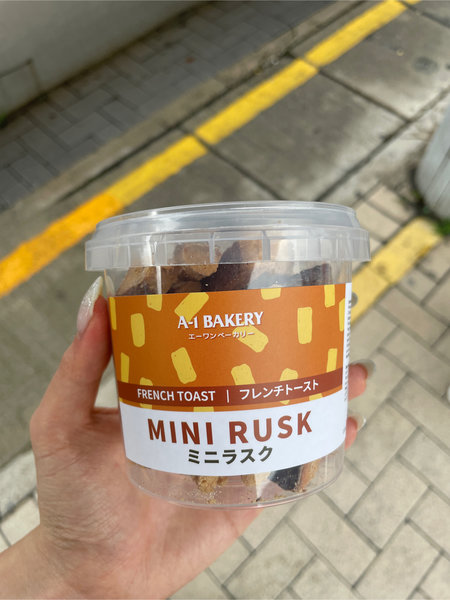 A-1 BAKERY
エーワンベーカリー
FRENCH TOAST | フレンチトースト
MINI RUSK
ミニラスク